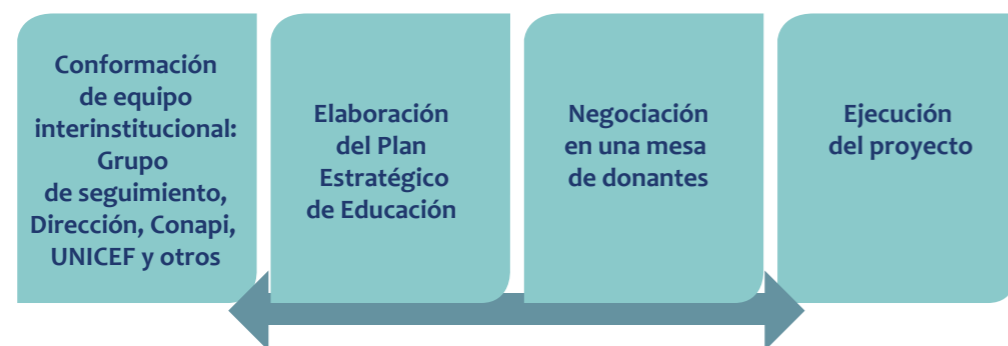 Conformación
de equipo
interinstitucional:
Grupo
de seguimiento,
Dirección, Conapi,
UNICEF y otros
Elaboración
del Plan
Estratégico
de Educación
Negociación
en una mesa
de donantes
Ejecución
del proyecto